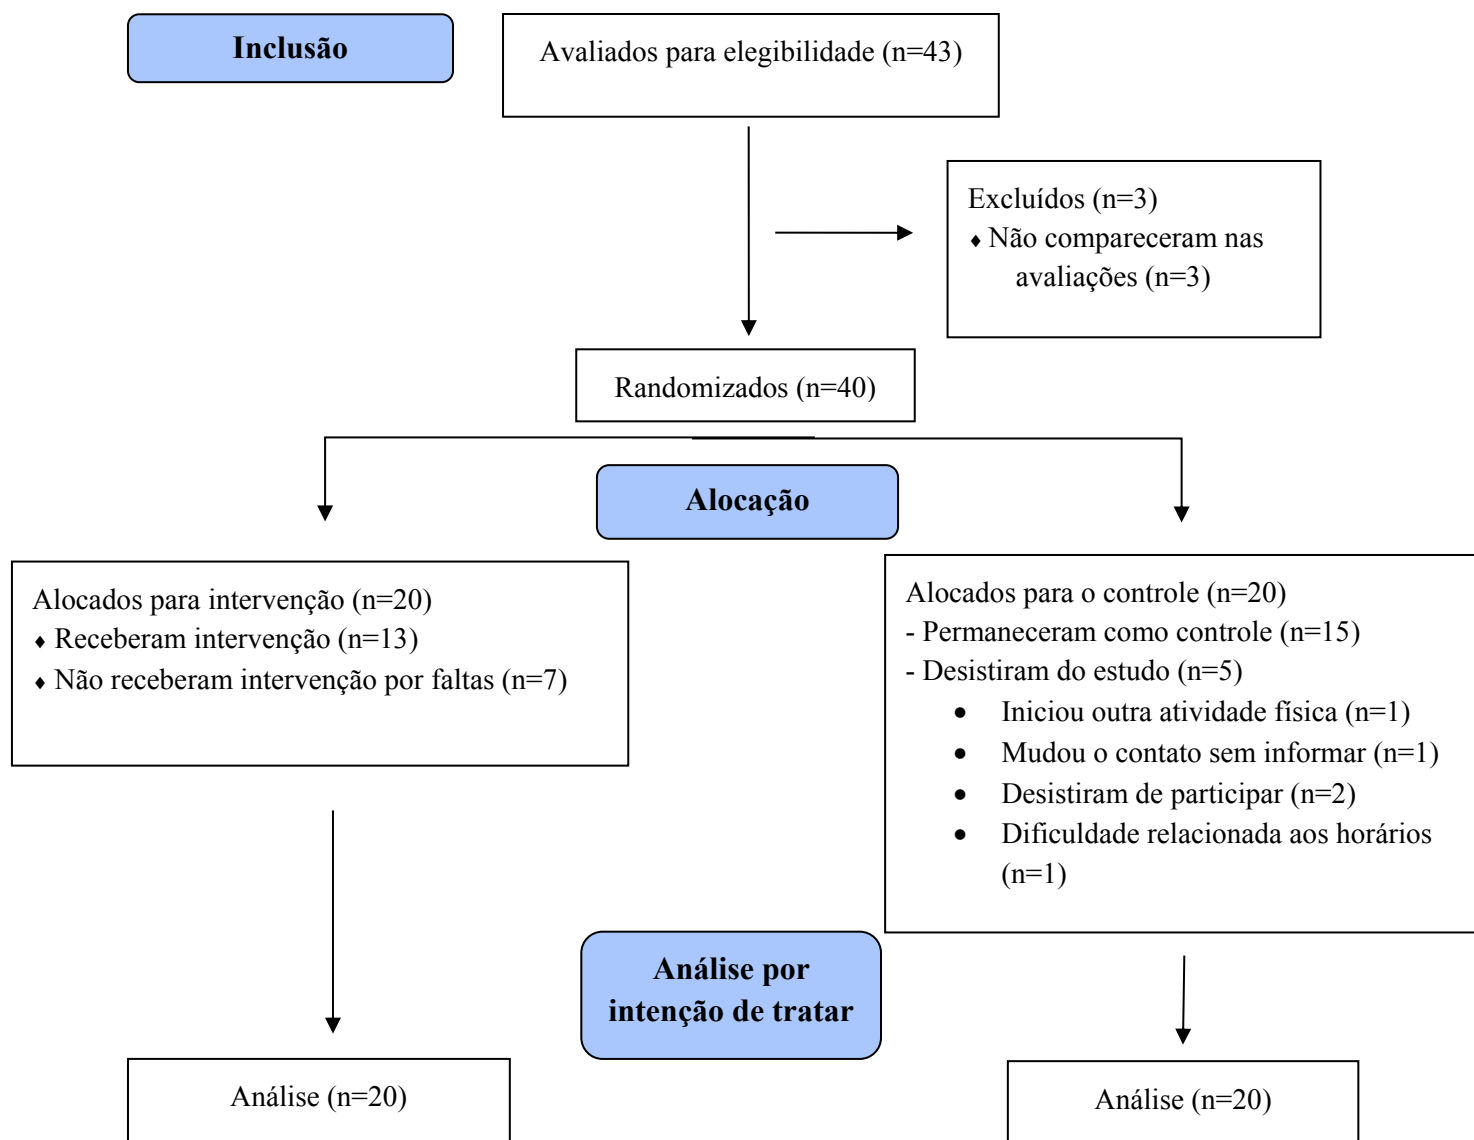 Inclusão
Avaliados para elegibilidade (n=43)
Excluídos (n=3)
♦ Não compareceram nas
avaliações (n=3)
Randomizados (n=40)
Alocação
Alocados para intervenção (n=20)
♦ Receberam intervenção (n=13)
♦ Não receberam intervenção por faltas (n=7)
Alocados para o controle (n=20)
- Permaneceram como controle (n=15)
- Desistiram do estudo (n=5)
• Iniciou outra atividade física (n=1)
• Mudou o contato sem informar (n=1)
• Desistiram de participar (n=2)
• Dificuldade relacionada aos horários
(n=1)
Análise por
intenção de tratar
Análise (n=20)
Análise (n=20)